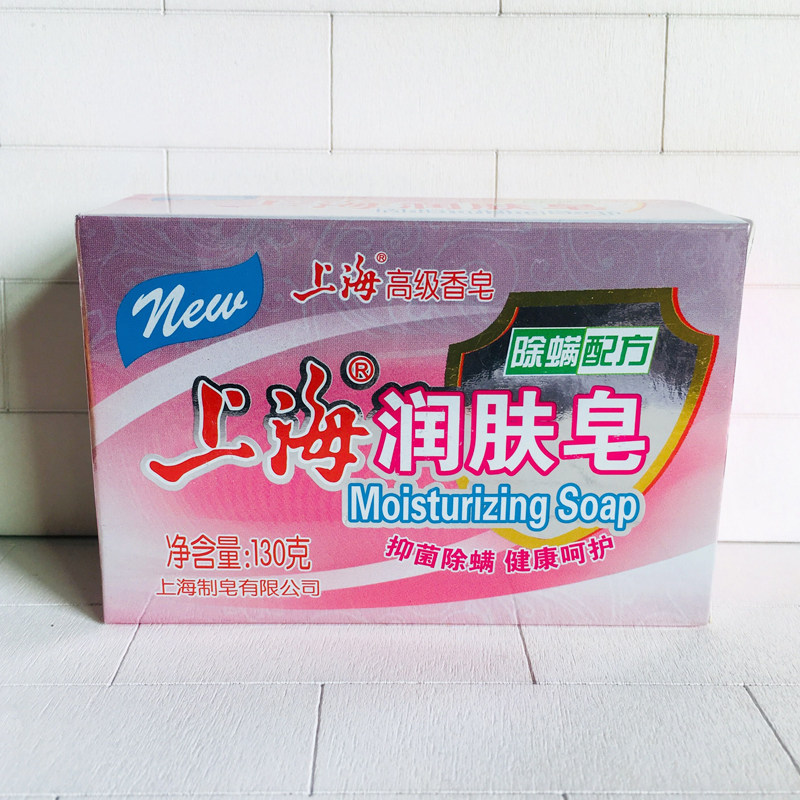 New
上海®高级香皂
除螨配方
上海®润肤皂
Moisturizing Soap
抑菌除螨 健康呵护
净含量:130克
上海制皂有限公司